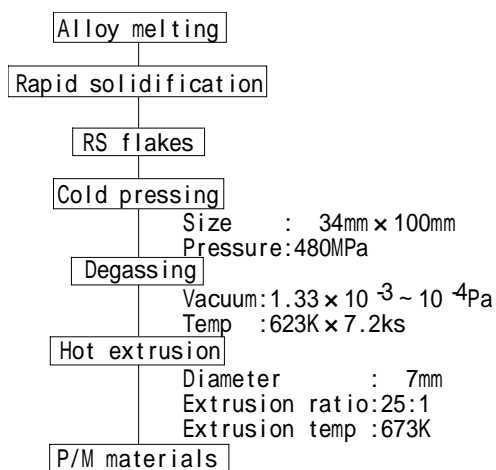 Alloy melting
Rapid solidification
RS flakes
Cold pressing
Size : 34mm×100mm
Pressure:480MPa
Degassing
Vacuum:1.33×10⁻³~10⁻⁴Pa
Temp :623K×7.2ks
Hot extrusion
Diameter : 7mm
Extrusion ratio:25:1
Extrusion temp :673K
P/M materials